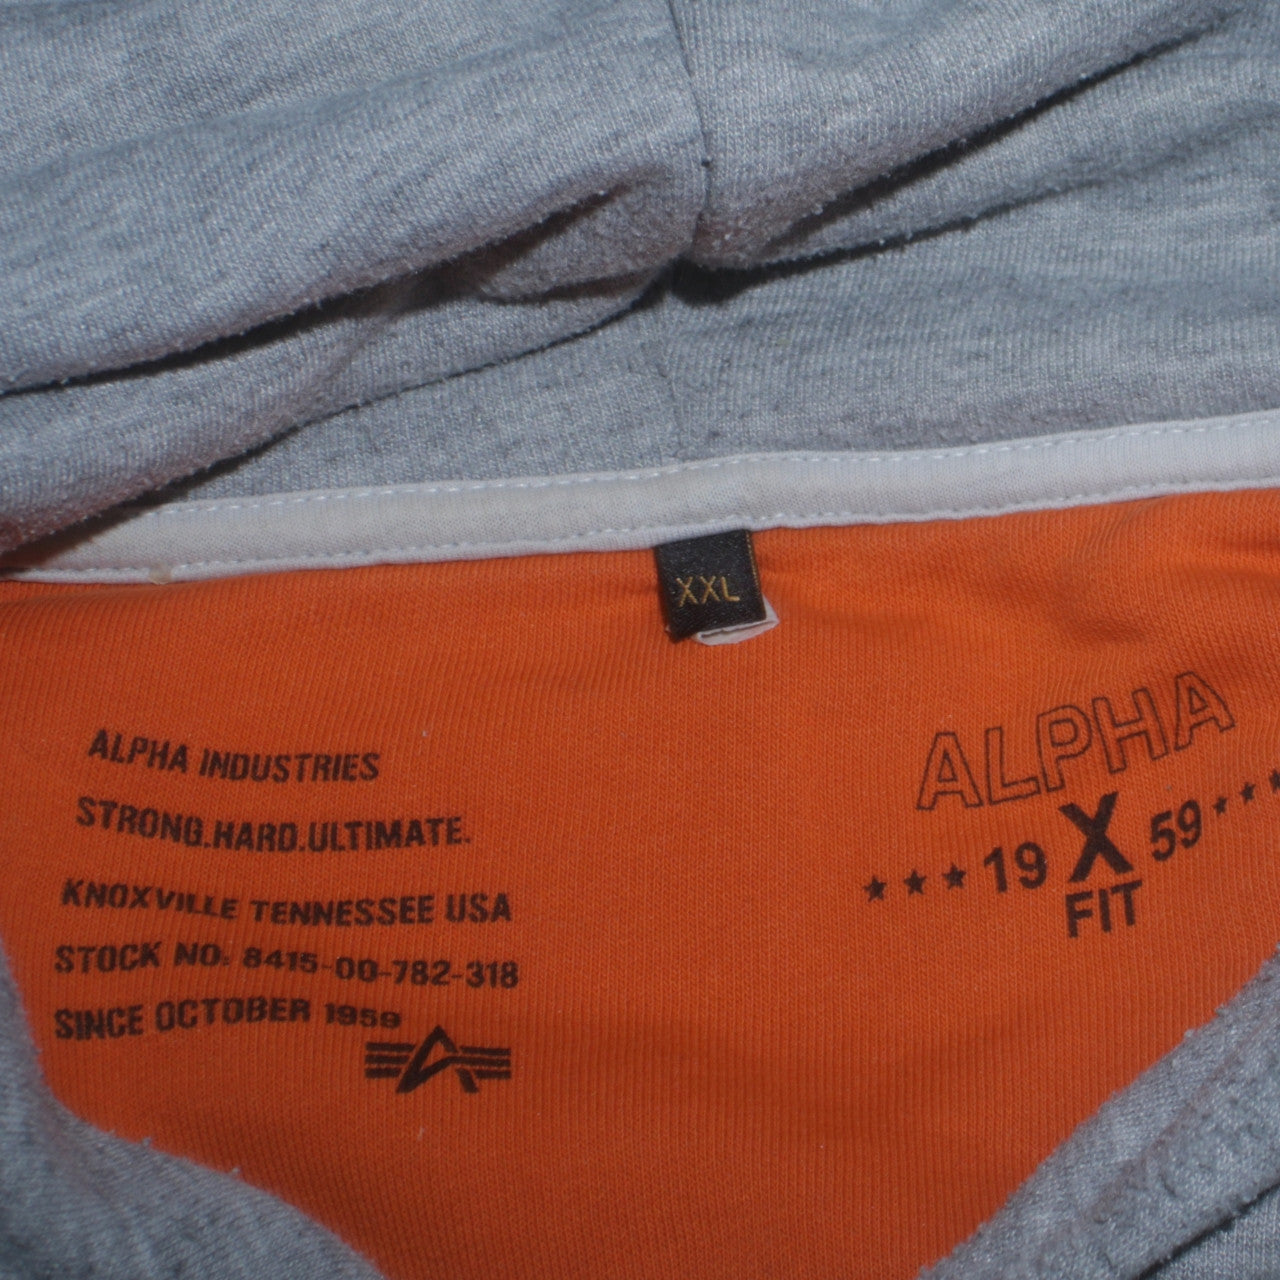 XXL
ALPHA INDUSTRIES
STRONG.HARD.ULTIMATE.
KNOXVILLE TENNESSEE USA
STOCK NO: 8415-00-782-318
SINCE OCTOBER 1959
ALPHA
★★★ 19 X 59 ★★★
FIT